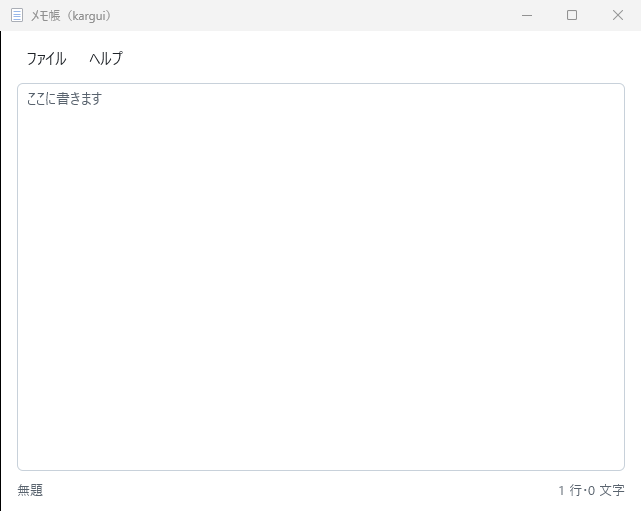 メモ帳（kargui）
ファイル ヘルプ
ここに書きます
無題
1 行·0 文字